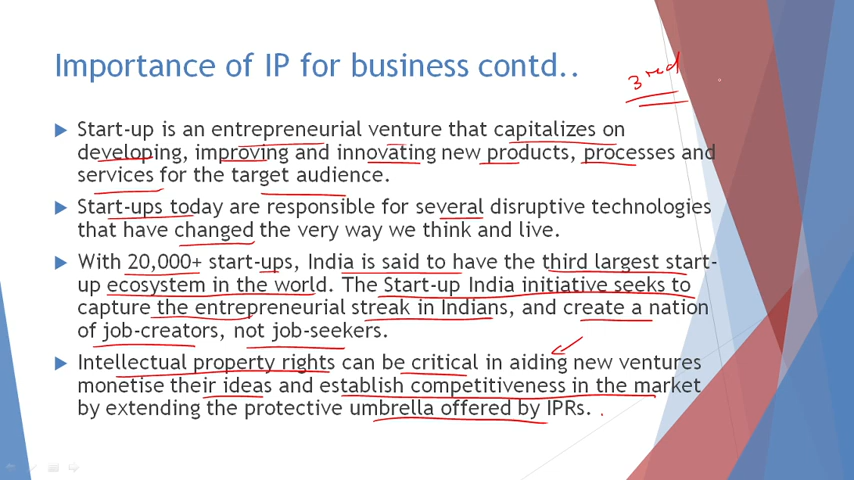 Importance of IP for business contd..
3red
Start-up is an entrepreneurial venture that capitalizes on
developing, improving and innovating new products, processes and
services for the target audience.
Start-ups today are responsible for several disruptive technologies
that have changed the very way we think and live.
With 20,000+ start-ups, India is said to have the third largest start-
up ecosystem in the world. The Start-up India initiative seeks to
capture the entrepreneurial streak in Indians, and create a nation
of job-creators, not job-seekers.
Intellectual property rights can be critical in aiding new ventures
monetise their ideas and establish competitiveness in the market
by extending the protective umbrella offered by IPRs.